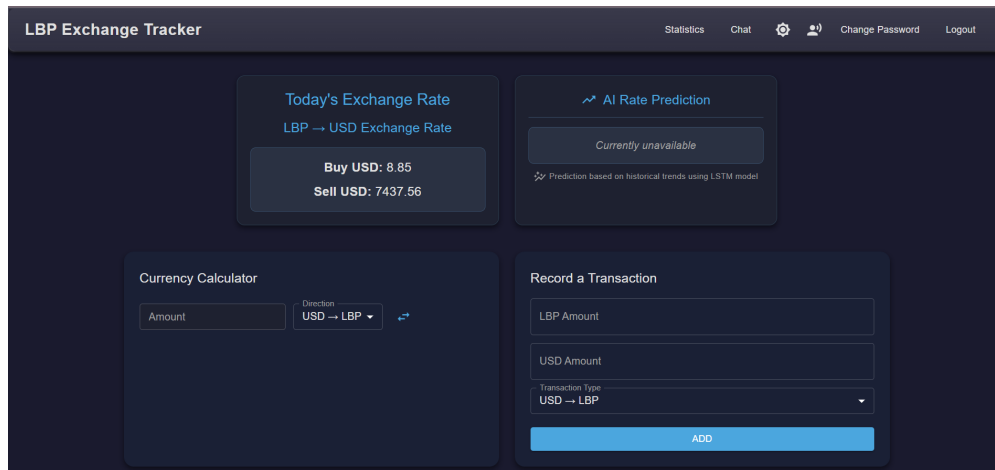 LBP Exchange Tracker
Statistics
Chat
Change Password
Logout
Today's Exchange Rate
LBP → USD Exchange Rate
Buy USD: 8.85
Sell USD: 7437.56
AI Rate Prediction
Currently unavailable
Prediction based on historical trends using LSTM model
Currency Calculator
Amount
Direction
USD → LBP
Record a Transaction
LBP Amount
USD Amount
Transaction Type
USD → LBP
ADD